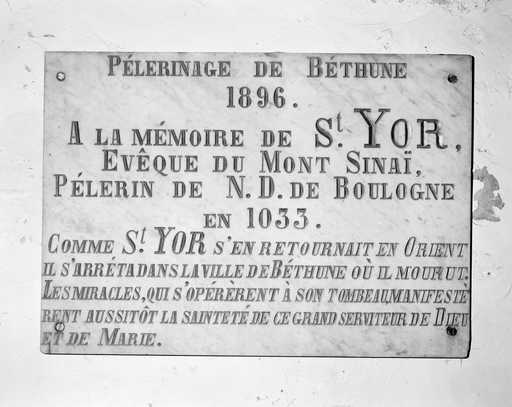 PÉLERINAGE DE BÉTHUNE
1896.
A LA MÉMOIRE DE St. YOR,
EVÊQUE DU MONT SINAÏ,
PÉLERIN DE N.D. DE BOULOGNE
EN 1033.
COMME St. YOR S'EN RETOURNAIT EN ORIENT
IL S'ARRÉTA DANS LA VILLE DE BÉTHUNE OÙ IL MOURUT.
LES MIRACLES, QUI S'OPÉRÈRENT À SON TOMBEAU, MANIFESTÈ
RENT AUSSITÔT LA SAINTETÉ DE CE GRAND SERVITEUR DE DIEU
ET DE MARIE.